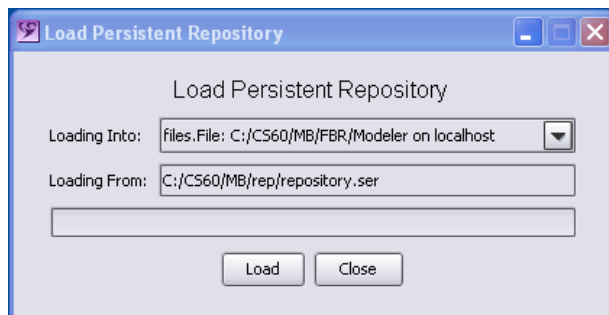 Load Persistent Repository
Load Persistent Repository
Loading Into: files.File: C:/CS60/MB/FBR/Modeler on localhost
Loading From: C:/CS60/MB/rep/repository.ser
Load Close